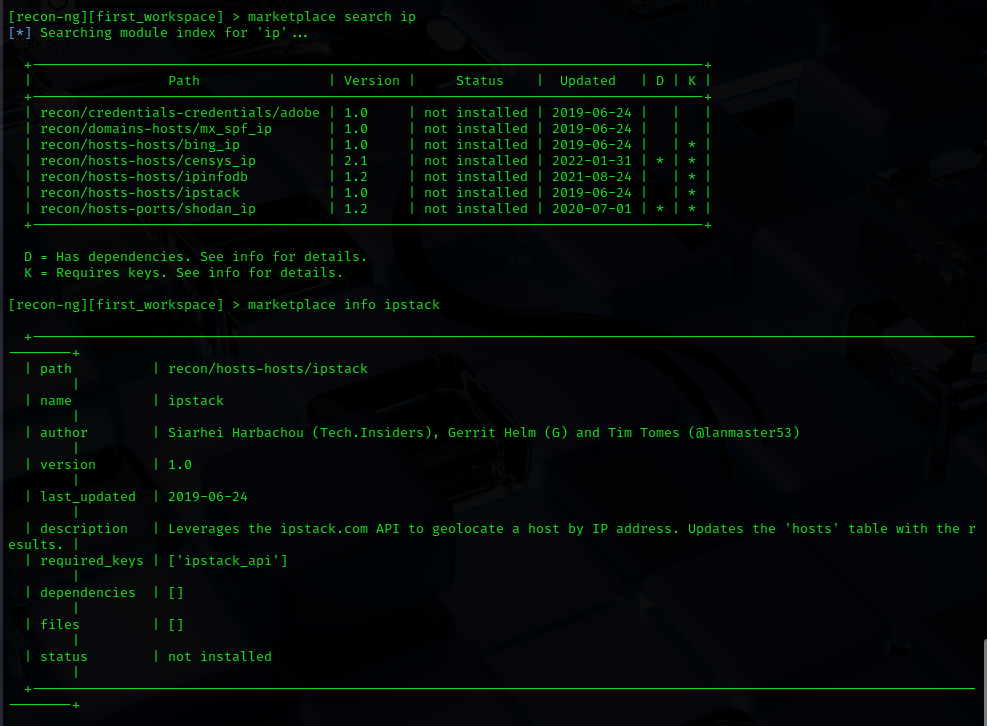 [recon-ng][first_workspace] > marketplace search ip
[*] Searching module index for 'ip'...
+---------------------------------------------------------------------------------+
| Path | Version | Status | Updated | D | K |
+---------------------------------------------------------------------------------+
| recon/credentials-credentials/adobe | 1.0 | not installed | 2019-06-24 | | |
| recon/domains-hosts/mx_spf_ip | 1.0 | not installed | 2019-06-24 | | |
| recon/hosts-hosts/bing_ip | 1.0 | not installed | 2019-06-24 | | * |
| recon/hosts-hosts/censys_ip | 2.1 | not installed | 2022-01-31 | * | * |
| recon/hosts-hosts/ipinfodb | 1.2 | not installed | 2021-08-24 | | * |
| recon/hosts-hosts/ipstack | 1.0 | not installed | 2019-06-24 | | * |
| recon/hosts-ports/shodan_ip | 1.2 | not installed | 2020-07-01 | * | * |
+---------------------------------------------------------------------------------+
D = Has dependencies. See info for details.
K = Requires keys. See info for details.
[recon-ng][first_workspace] > marketplace info ipstack
+----------------------------------------------------------------------------------------------------------------------
--------+
| path | recon/hosts-hosts/ipstack
|
| name | ipstack
|
| author | Siarhei Harbachou (Tech.Insiders), Gerrit Helm (G) and Tim Tomes (@lanmaster53)
|
| version | 1.0
|
| last_updated | 2019-06-24
|
| description | Leverages the ipstack.com API to geolocate a host by IP address. Updates the 'hosts' table with the r
esults. |
| required_keys | ['ipstack_api']
|
| dependencies | []
|
| files | []
|
| status | not installed
|
+----------------------------------------------------------------------------------------------------------------------
--------+